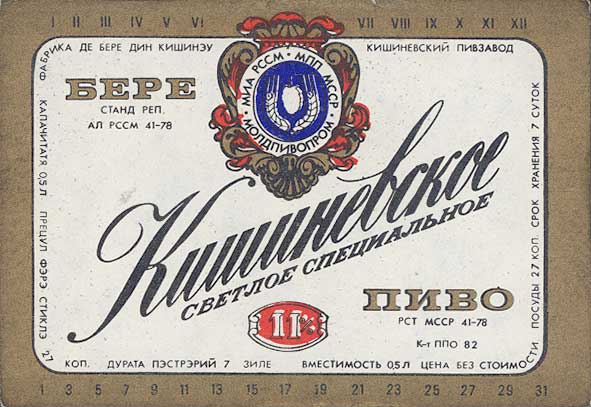 I II III IV V VI VII VIII IX X XI XII
ФАБРИКА ДЕ БЕРЕ ДИН КИШИНЭУ
КИШИНЕВСКИЙ ПИВЗАВОД
БЕРЕ
СТАНД РЕП.
АЛ РССМ 41-78
МИА РССМ • МПП МССР
• МОЛДПИВОПРОМ •
Кишиневское
СВЕТЛОЕ СПЕЦИАЛЬНОЕ
11%
ПИВО
РСТ МССР 41-78
К-т ППО 82
КАПАЧИТАТЯ 0,5 Л ПРЕЦУЛ ФЭРЭ СТИКЛЭ 27
КОП. ДУРАТА ПЭСТРЭРИЙ 7 ЗИЛЕ
ВМЕСТИМОСТЬ 0,5 Л ЦЕНА БЕЗ СТОИМОСТИ
ПОСУДЫ 27 КОП. СРОК ХРАНЕНИЯ 7 СУТОК
1 3 5 7 9 11 13 15 17 19 21 23 25 27 29 31